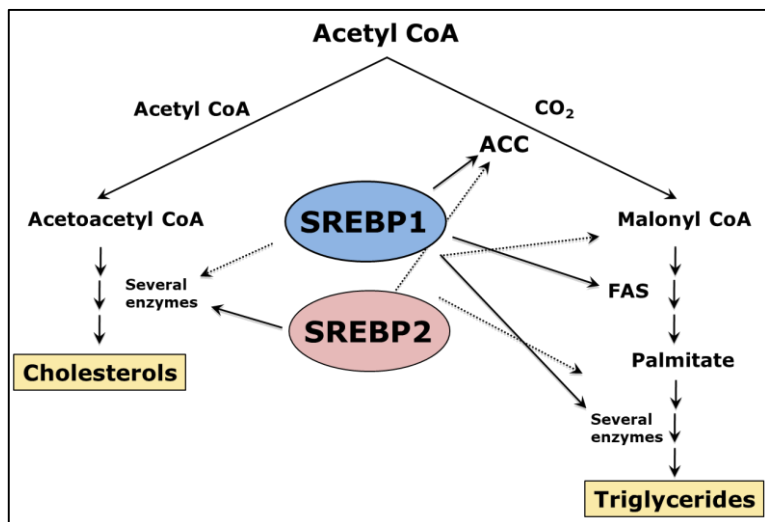 Acetyl CoA
Acetyl CoA
CO₂
ACC
Acetoacetyl CoA
SREBP1
Malonyl CoA
Several
enzymes
FAS
SREBP2
Cholesterols
Palmitate
Several
enzymes
Triglycerides